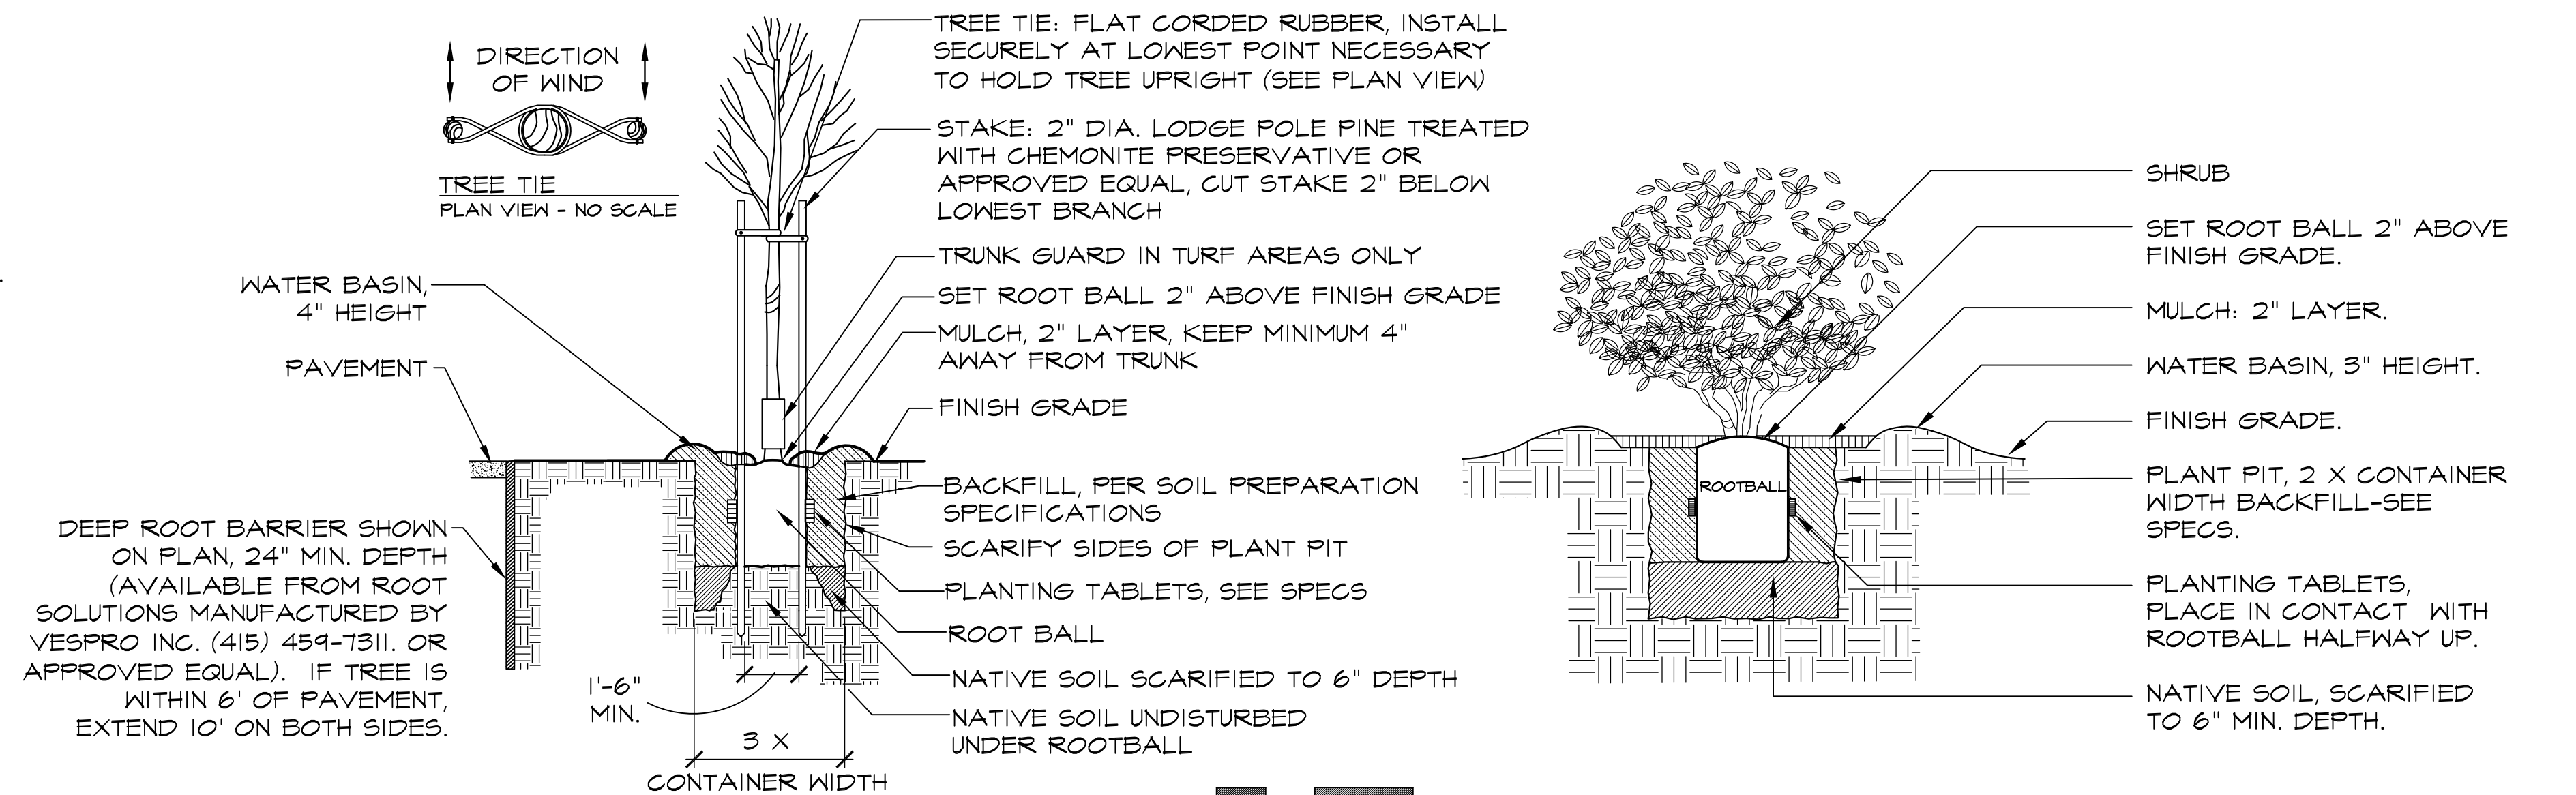 DIRECTION
OF WIND
TREE TIE
PLAN VIEW - NO SCALE
WATER BASIN,
4" HEIGHT
PAVEMENT
DEEP ROOT BARRIER SHOWN
ON PLAN, 24" MIN. DEPTH
(AVAILABLE FROM ROOT
SOLUTIONS MANUFACTURED BY
VESPRO INC. (415) 459-7311. OR
APPROVED EQUAL). IF TREE IS
WITHIN 6' OF PAVEMENT,
EXTEND 10' ON BOTH SIDES.
1'-6"
MIN.
3 X
CONTAINER WIDTH
TREE TIE: FLAT CORDED RUBBER, INSTALL
SECURELY AT LOWEST POINT NECESSARY
TO HOLD TREE UPRIGHT (SEE PLAN VIEW)
STAKE: 2" DIA. LODGE POLE PINE TREATED
WITH CHEMONITE PRESERVATIVE OR
APPROVED EQUAL, CUT STAKE 2" BELOW
LOWEST BRANCH
TRUNK GUARD IN TURF AREAS ONLY
SET ROOT BALL 2" ABOVE FINISH GRADE
MULCH, 2" LAYER, KEEP MINIMUM 4"
AWAY FROM TRUNK
FINISH GRADE
BACKFILL, PER SOIL PREPARATION
SPECIFICATIONS
SCARIFY SIDES OF PLANT PIT
PLANTING TABLETS, SEE SPECS
ROOT BALL
NATIVE SOIL SCARIFIED TO 6" DEPTH
NATIVE SOIL UNDISTURBED
UNDER ROOTBALL
ROOTBALL
SHRUB
SET ROOT BALL 2" ABOVE
FINISH GRADE.
MULCH: 2" LAYER.
WATER BASIN, 3" HEIGHT.
FINISH GRADE.
PLANT PIT, 2 X CONTAINER
WIDTH BACKFILL-SEE
SPECS.
PLANTING TABLETS,
PLACE IN CONTACT WITH
ROOTBALL HALFWAY UP.
NATIVE SOIL, SCARIFIED
TO 6" MIN. DEPTH.